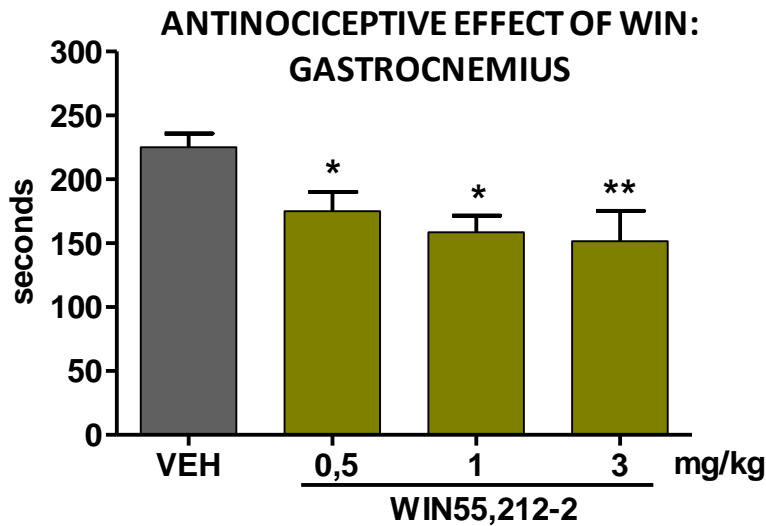 ANTINOCICEPTIVE EFFECT OF WIN:
GASTROCNEMIUS
300
250
200
150
100
50
0
seconds
*
*
**
VEH 0,5 1 3 mg/kg
WIN55,212-2